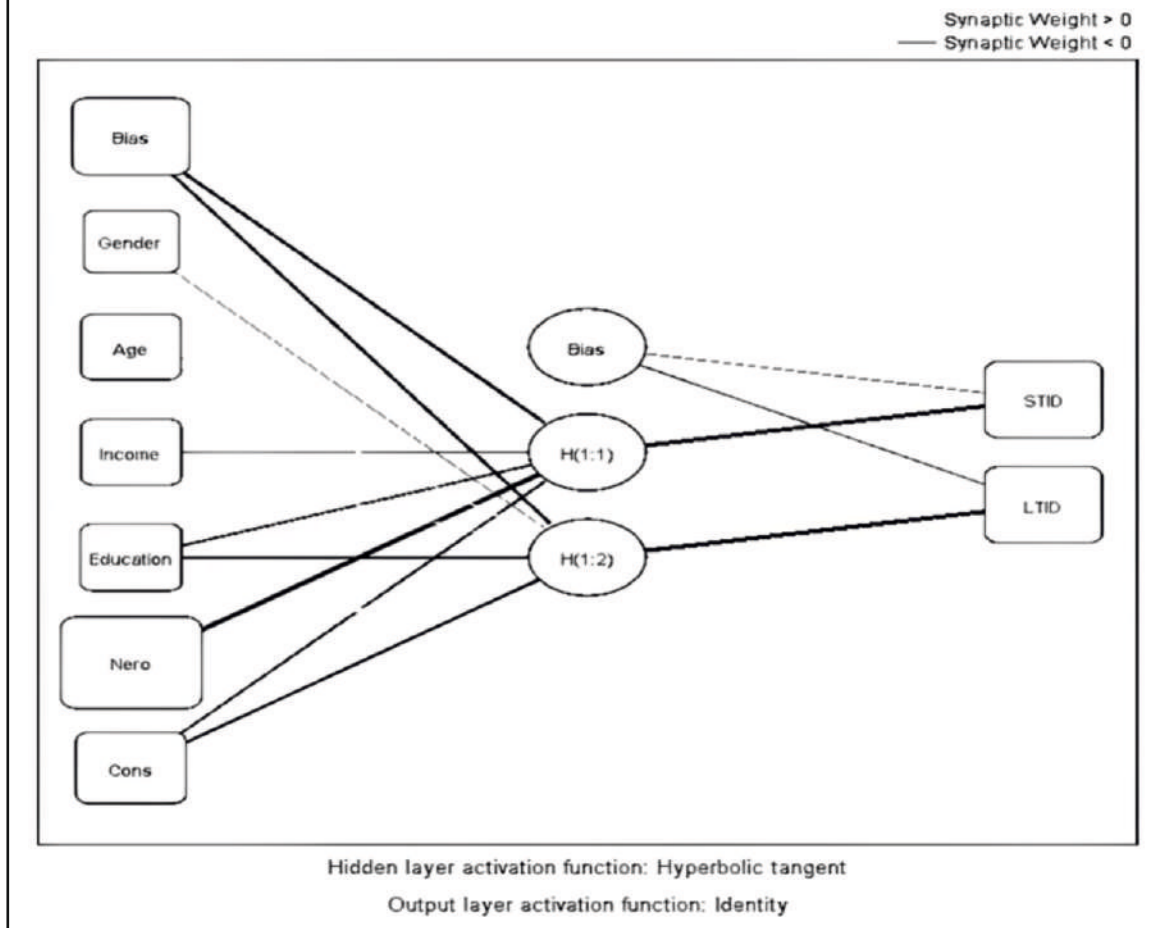 Synaptic Weight > 0
Synaptic Weight < 0
Bias
Gender
Age
Income
Education
Nero
Cons
Bias
H(1:1)
H(1:2)
STID
LTID
Hidden layer activation function: Hyperbolic tangent
Output layer activation function: Identity